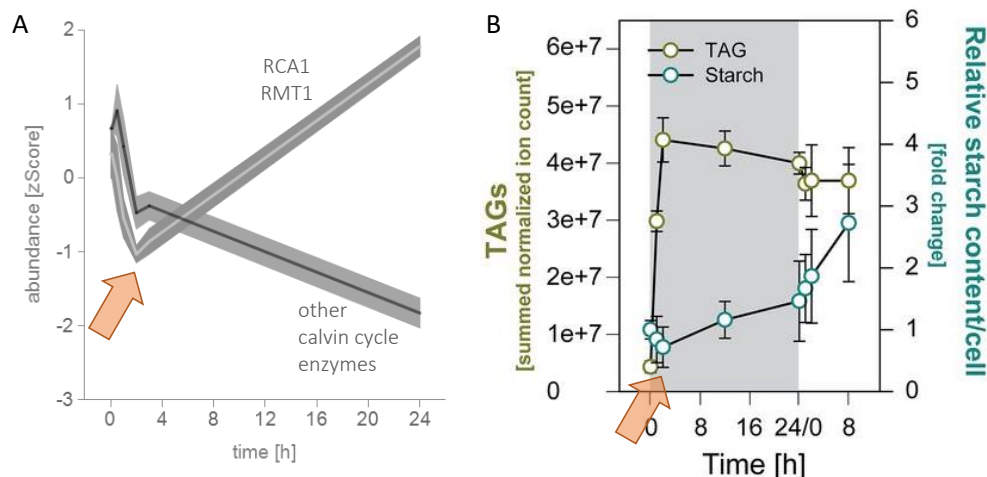 A
2
1
0
-1
-2
-3
abundance [zScore]
RCA1
RMT1
other
calvin cycle
enzymes
0
4
8
12
16
20
24
time [h]
B
6e+7
5e+7
4e+7
3e+7
2e+7
1e+7
0
TAGs
[summed normalized ion count]
TAG
Starch
6
5
4
3
2
1
0
Relative starch content/cell
[fold change]
0
8
16
24/0
8
Time [h]